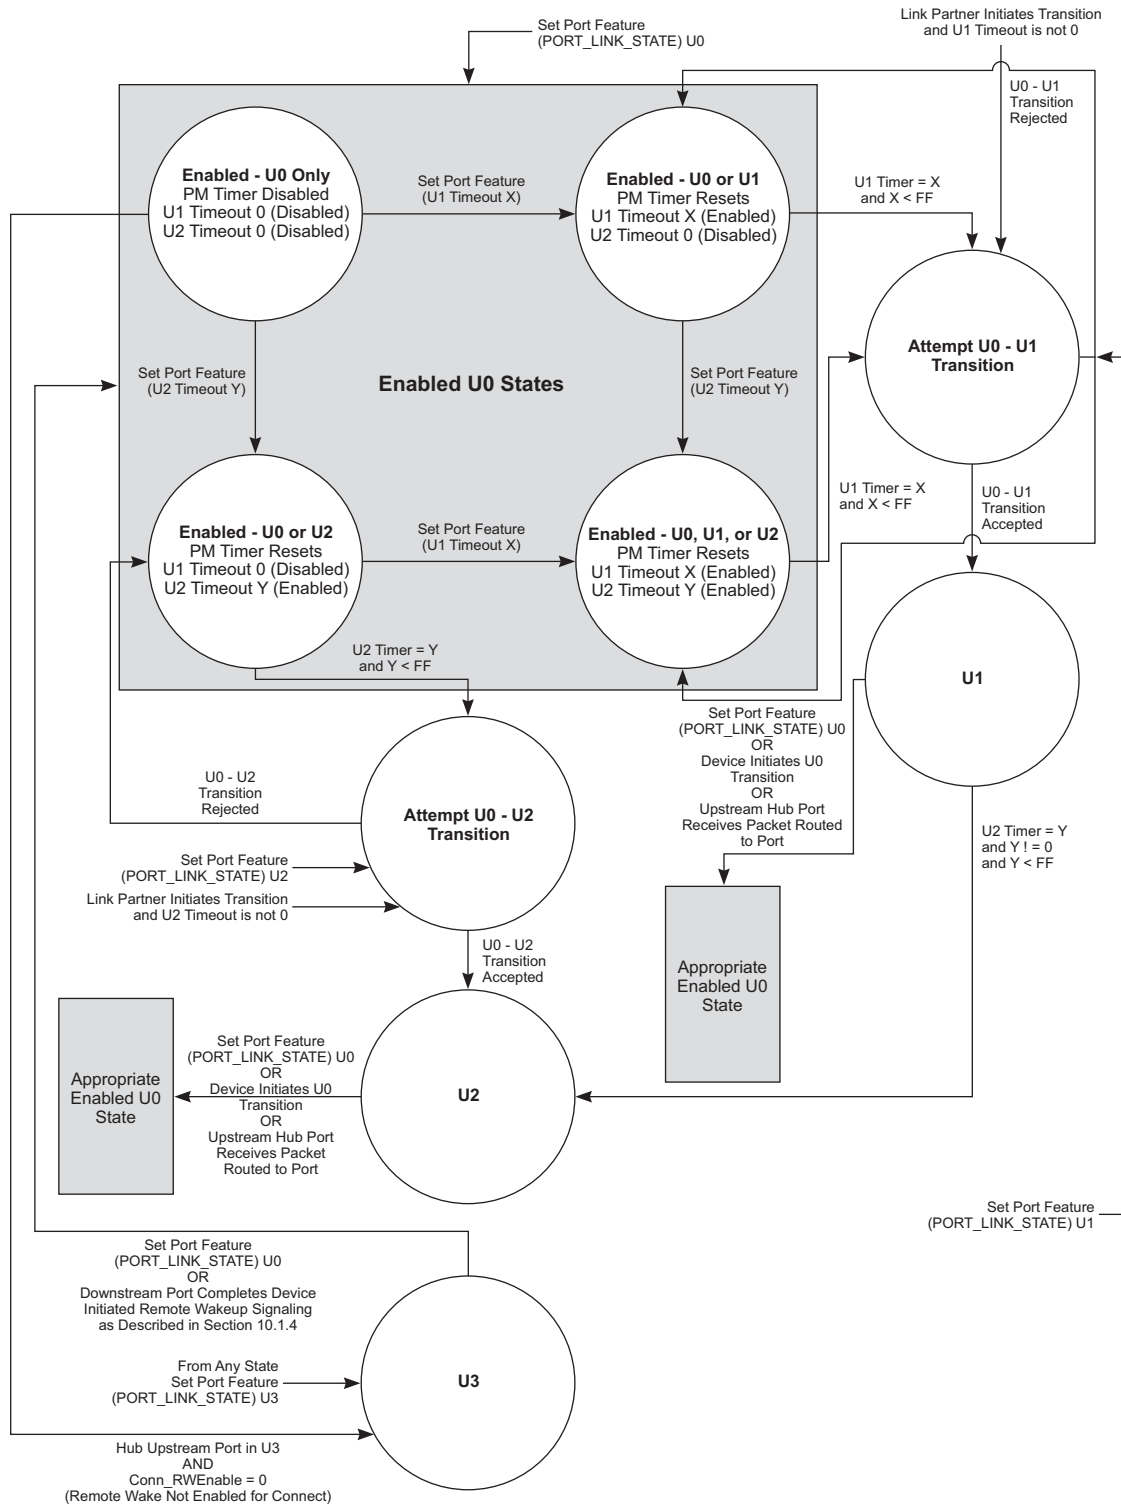 Set Port Feature
(PORT_LINK_STATE) U0
Link Partner Initiates Transition
and U1 Timeout is not 0
U0 - U1
Transition
Rejected
Enabled - U0 Only
PM Timer Disabled
U1 Timeout 0 (Disabled)
U2 Timeout 0 (Disabled)
Set Port Feature
(U1 Timeout X)
Enabled - U0 or U1
PM Timer Resets
U1 Timeout X (Enabled)
U2 Timeout 0 (Disabled)
U1 Timer = X
and X < FF
Attempt U0 - U1
Transition
Set Port Feature
(U2 Timeout Y)
Enabled U0 States
Set Port Feature
(U2 Timeout Y)
U1 Timer = X
and X < FF
U0 - U1
Transition
Accepted
Enabled - U0 or U2
PM Timer Resets
U1 Timeout 0 (Disabled)
U2 Timeout Y (Enabled)
Set Port Feature
(U1 Timeout X)
Enabled - U0, U1, or U2
PM Timer Resets
U1 Timeout X (Enabled)
U2 Timeout Y (Enabled)
U2 Timer = Y
and Y < FF
U1
Set Port Feature
(PORT_LINK_STATE) U0
OR
Device Initiates U0
Transition
OR
Upstream Hub Port
Receives Packet Routed
to Port
U0 - U2
Transition
Rejected
Attempt U0 - U2
Transition
U2 Timer = Y
and Y ! = 0
and Y < FF
Set Port Feature
(PORT_LINK_STATE) U2
Link Partner Initiates Transition
and U2 Timeout is not 0
U0 - U2
Transition
Accepted
Appropriate
Enabled U0
State
Appropriate
Enabled U0
State
Set Port Feature
(PORT_LINK_STATE) U0
OR
Device Initiates U0
Transition
OR
Upstream Hub Port
Receives Packet
Routed to Port
U2
Set Port Feature
(PORT_LINK_STATE) U1
Set Port Feature
(PORT_LINK_STATE) U0
OR
Downstream Port Completes Device
Initiated Remote Wakeup Signaling
as Described in Section 10.1.4
From Any State
Set Port Feature
(PORT_LINK_STATE) U3
U3
Hub Upstream Port in U3
AND
Conn_RWEnable = 0
(Remote Wake Not Enabled for Connect)